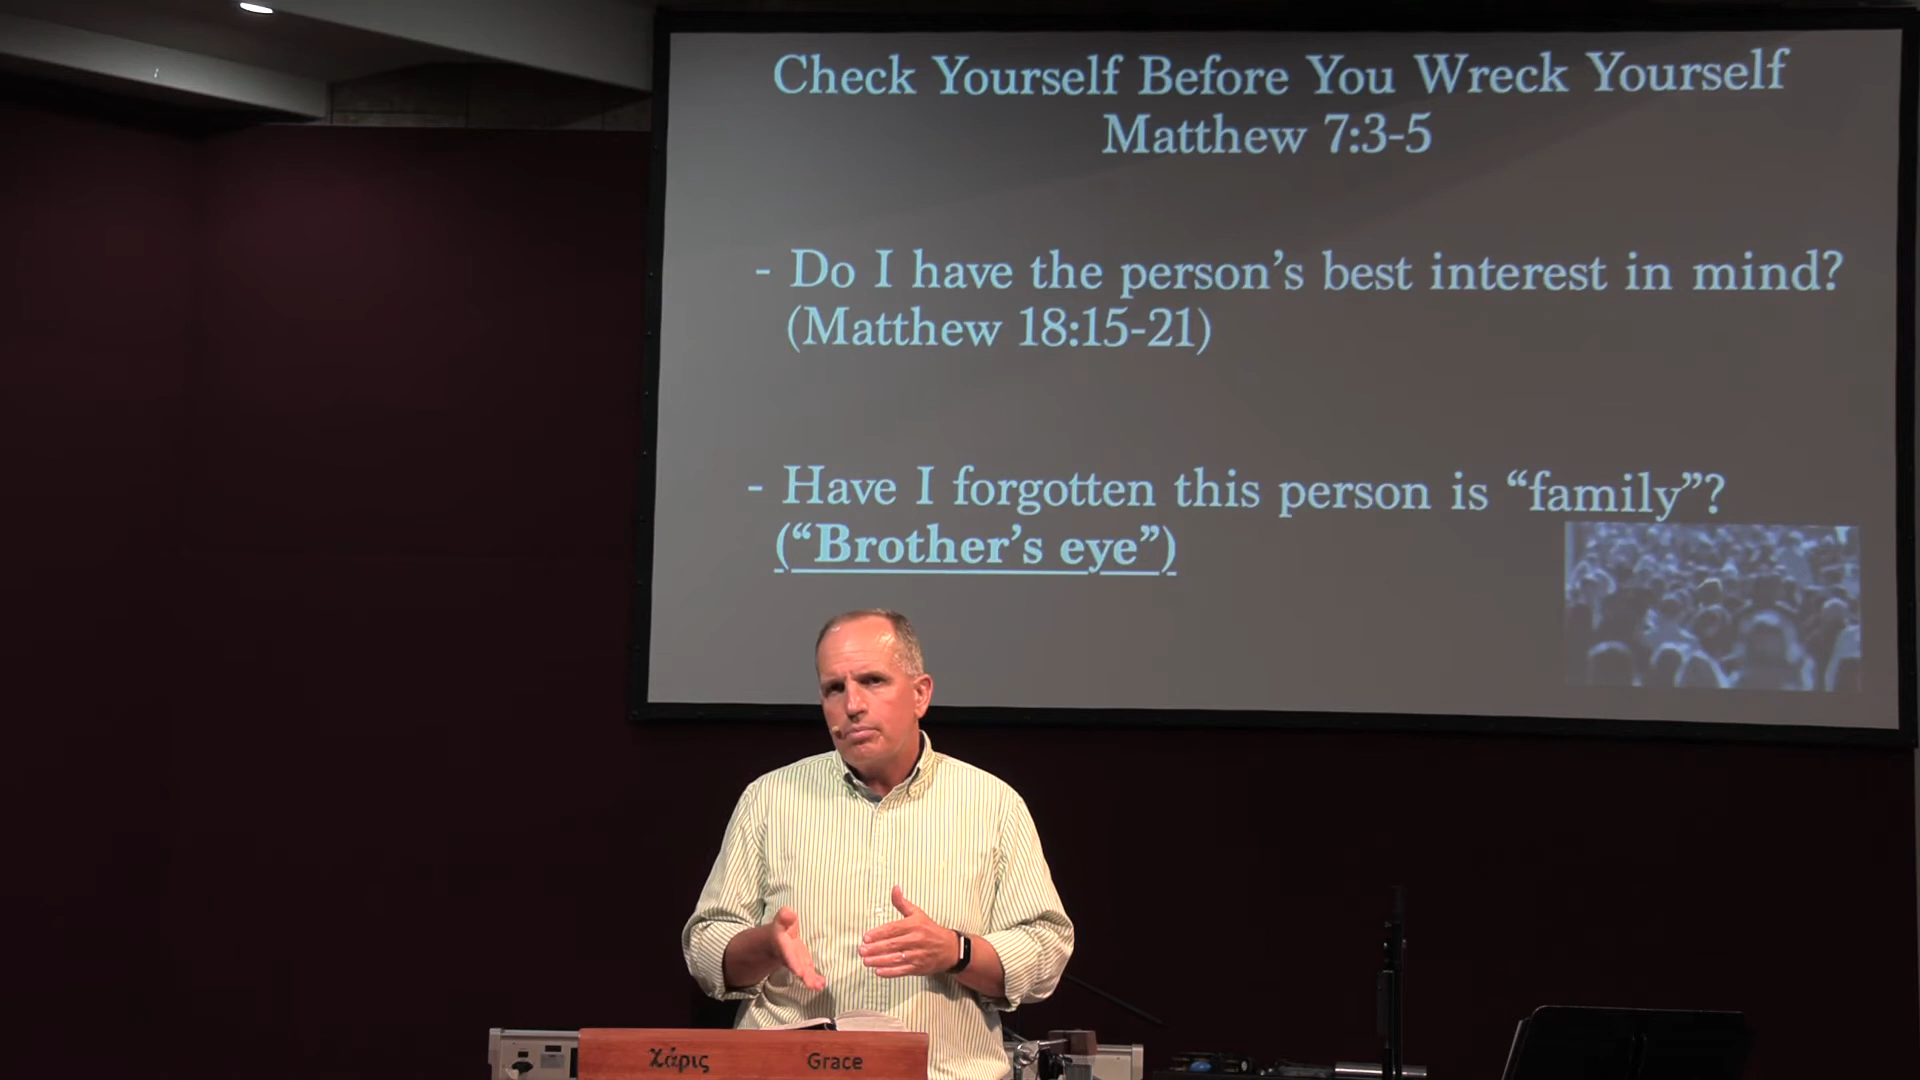 Check Yourself Before You Wreck Yourself
Matthew 7:3-5
- Do I have the person’s best interest in mind?
(Matthew 18:15-21)
- Have I forgotten this person is “family”?
(“Brother’s eye”)
Χάρις Grace